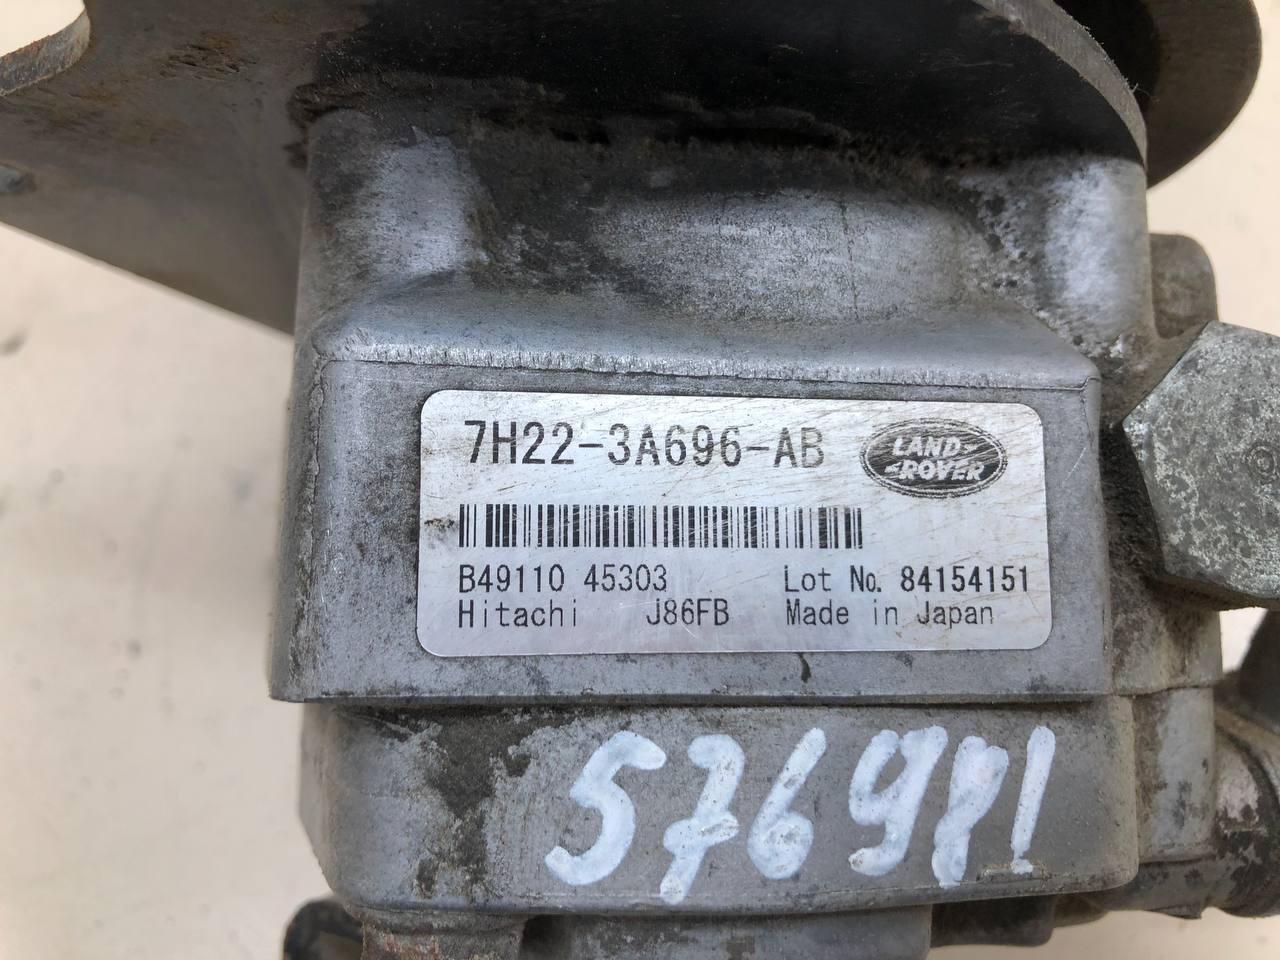 7H22-3A696-AB
LAND-
-ROVER
B49110 45303 Lot No. 84154151
Hitachi J86FB Made in Japan
576981